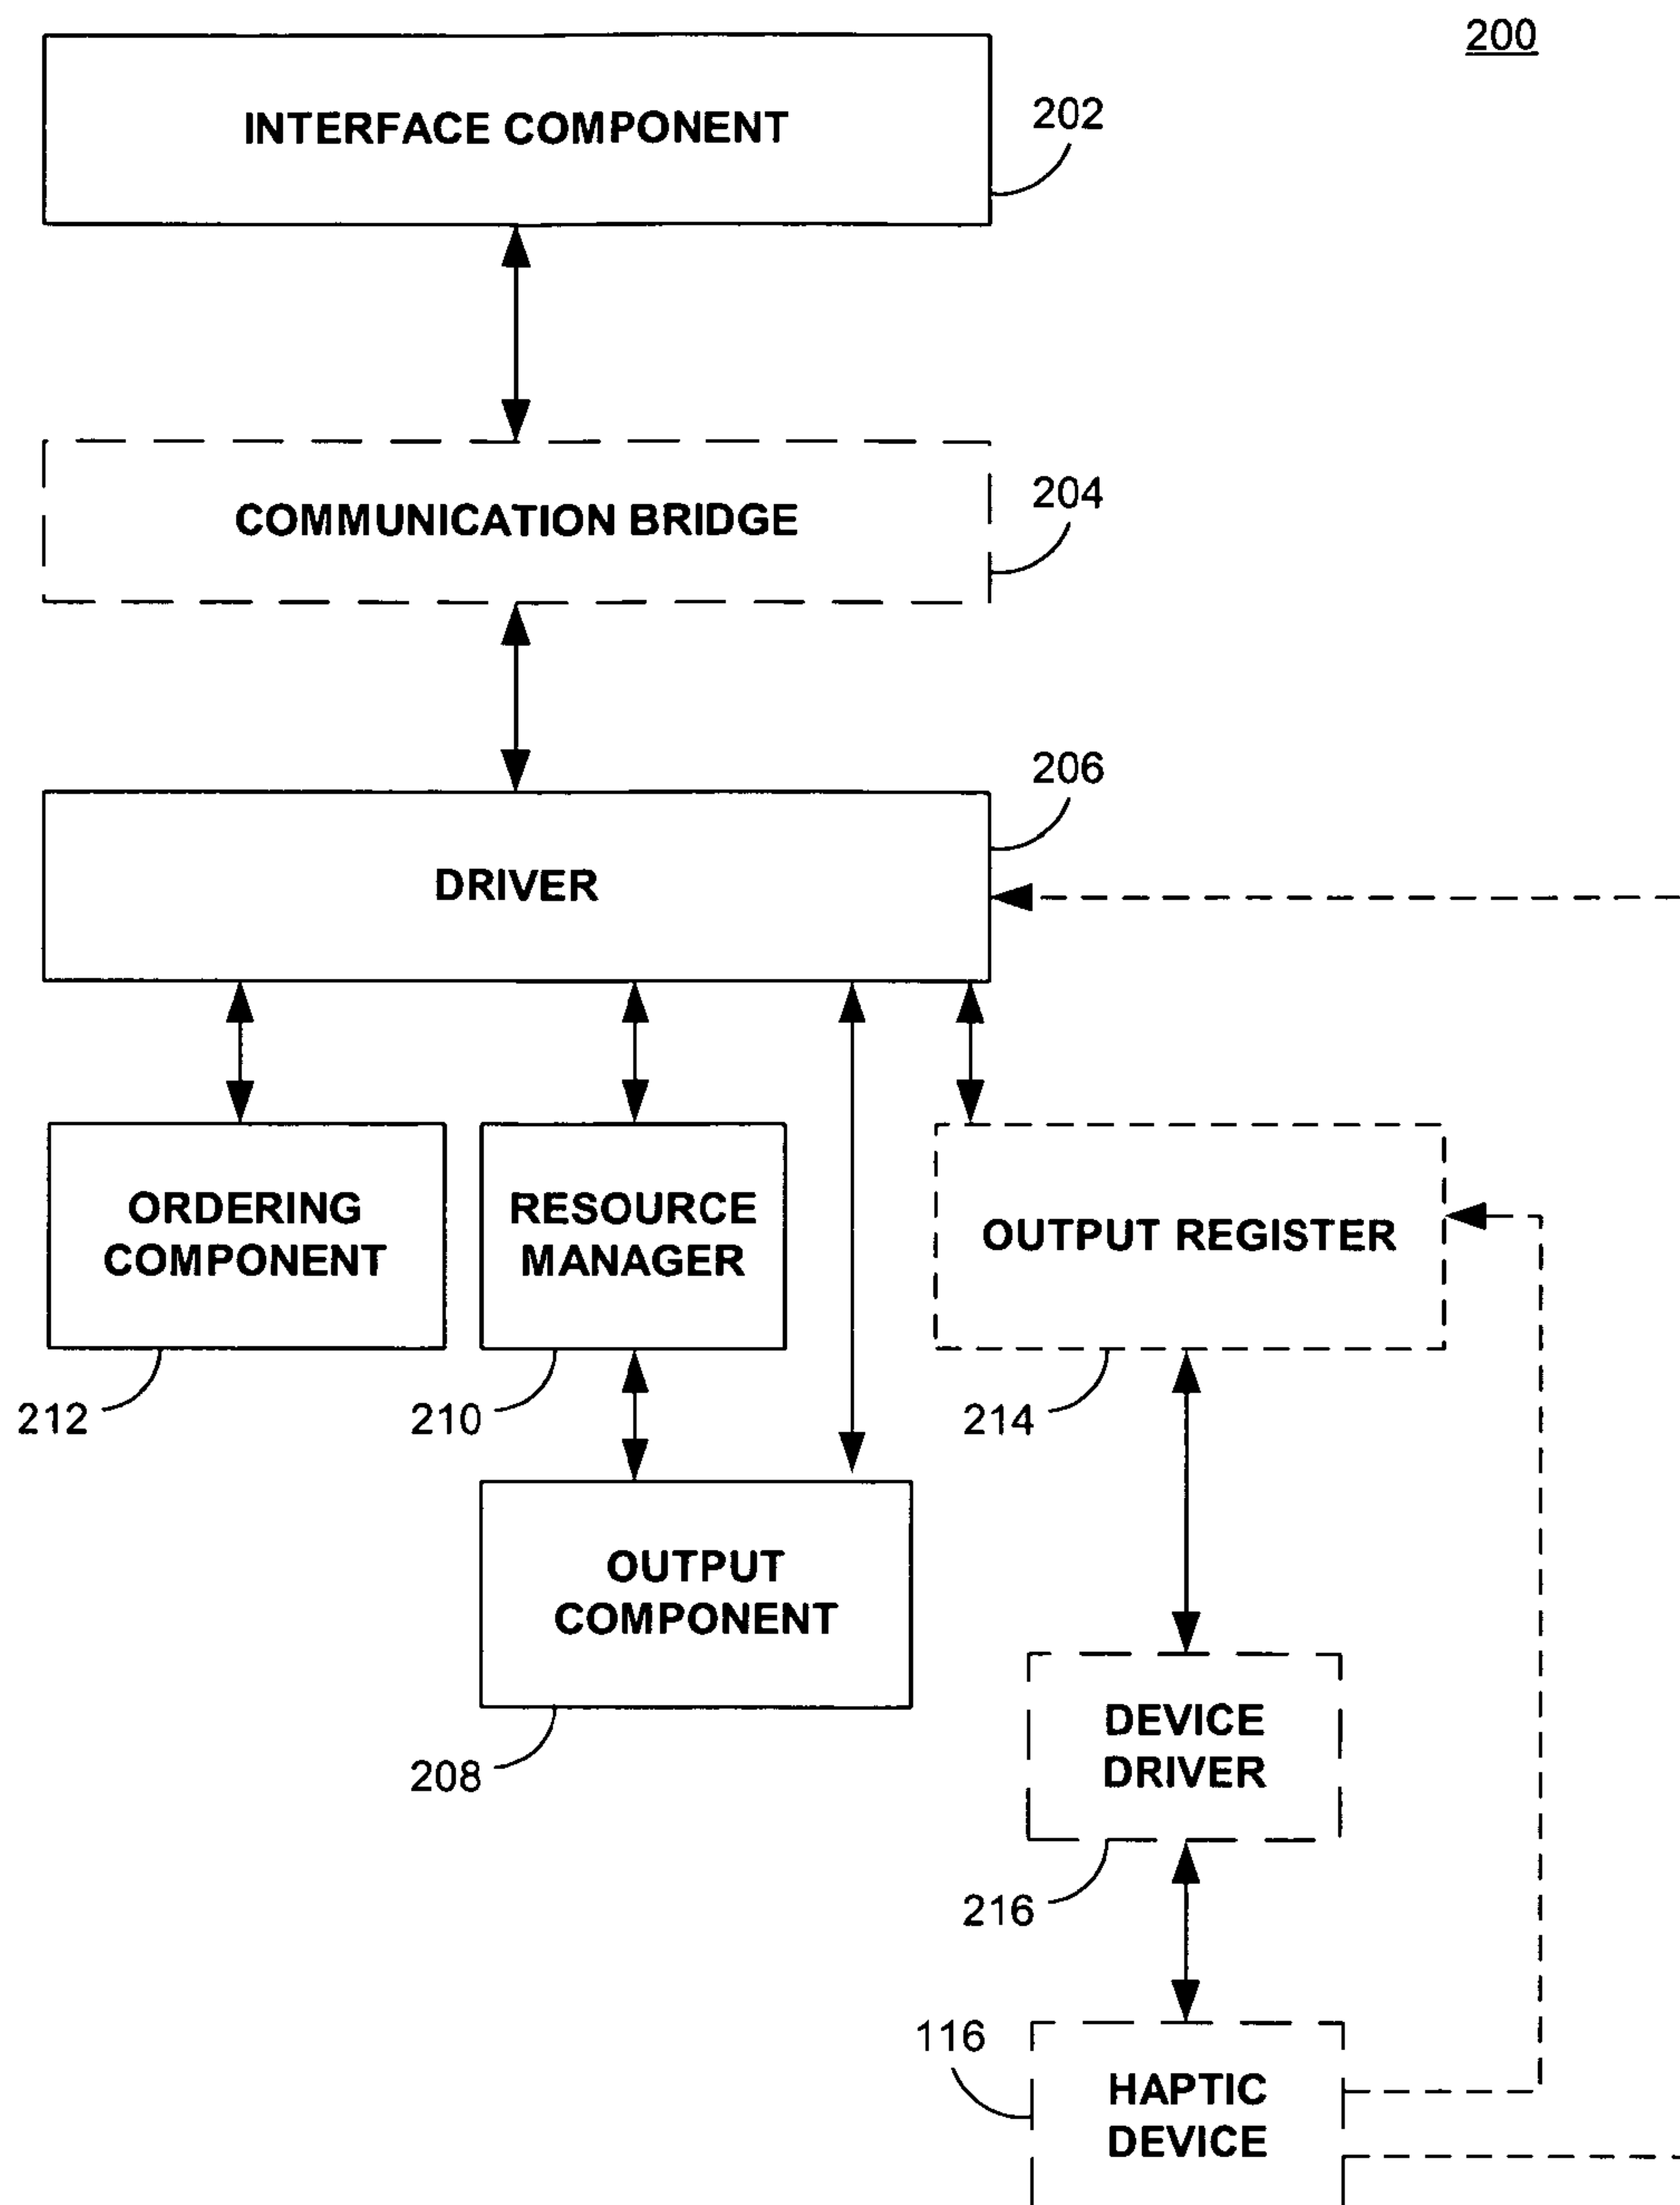 200
INTERFACE COMPONENT
202
COMMUNICATION BRIDGE
204
206
DRIVER
ORDERING
COMPONENT
RESOURCE
MANAGER
OUTPUT REGISTER
212
210
214
OUTPUT
COMPONENT
208
DEVICE
DRIVER
216
116
HAPTIC
DEVICE